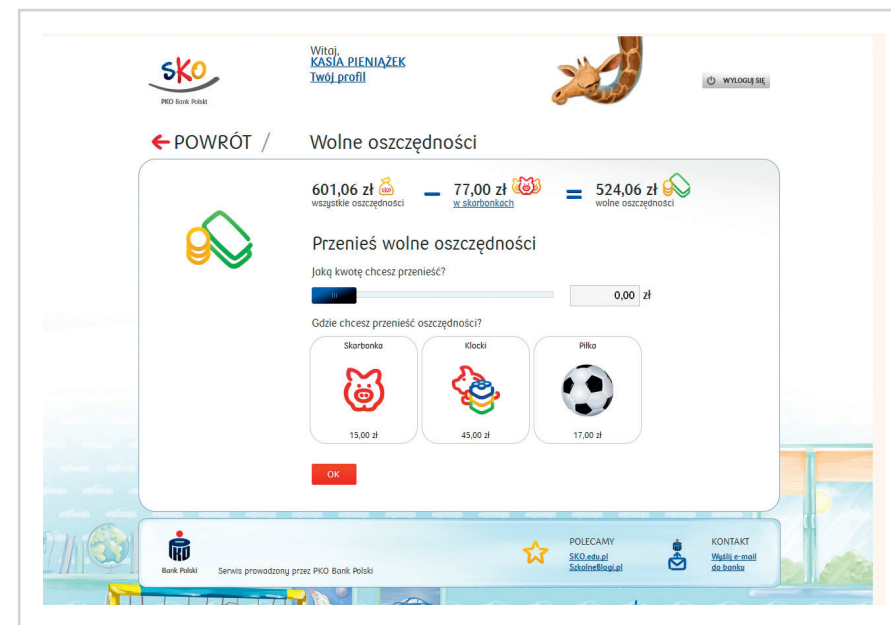 sko
PKO Bank Polski
Witaj,
KASIA PIENIĄŻEK
Twój profil
WYLOGUJ SIĘ
POWRÓT /
Wolne oszczędności
601,06 zł
wszystkie oszczędności
–
77,00 zł
w skarbonkach
=
524,06 zł
wolne oszczędności
Przenieś wolne oszczędności
Jaką kwotę chcesz przenieść?
0,00 zł
Gdzie chcesz przenieść oszczędności?
Skarbonka
15,00 zł
Klocki
45,00 zł
Piłka
17,00 zł
OK
Bank Polski
Serwis prowadzony przez PKO Bank Polski
POLECAMY
SKO.edu.pl
SzkolneBlogi.pl
KONTAKT
Wyślij e-mail
do banku